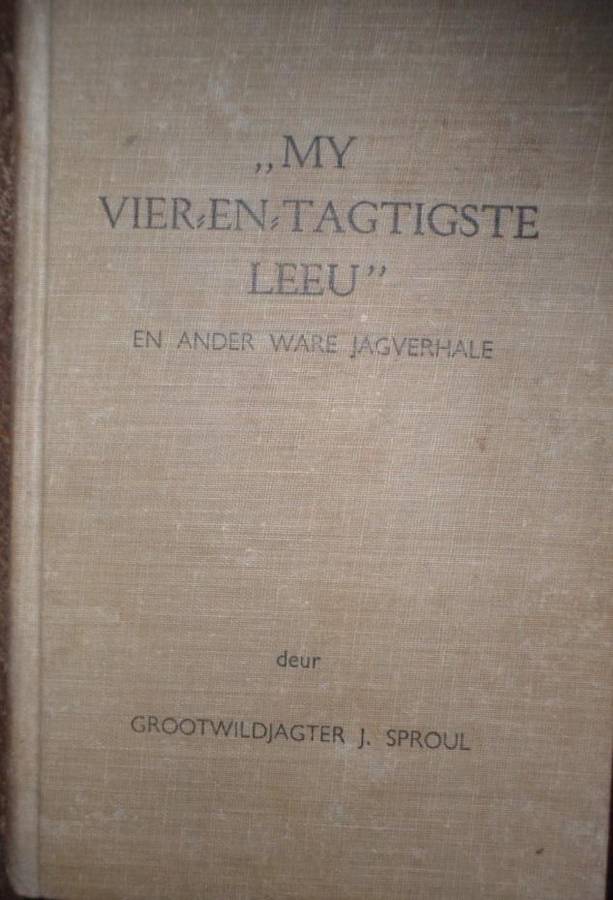 „MY
VIER-EN-TAGTIGSTE
LEEU”
EN ANDER WARE JAGVERHALE
deur
GROOTWILDJAGTER J. SPROUL